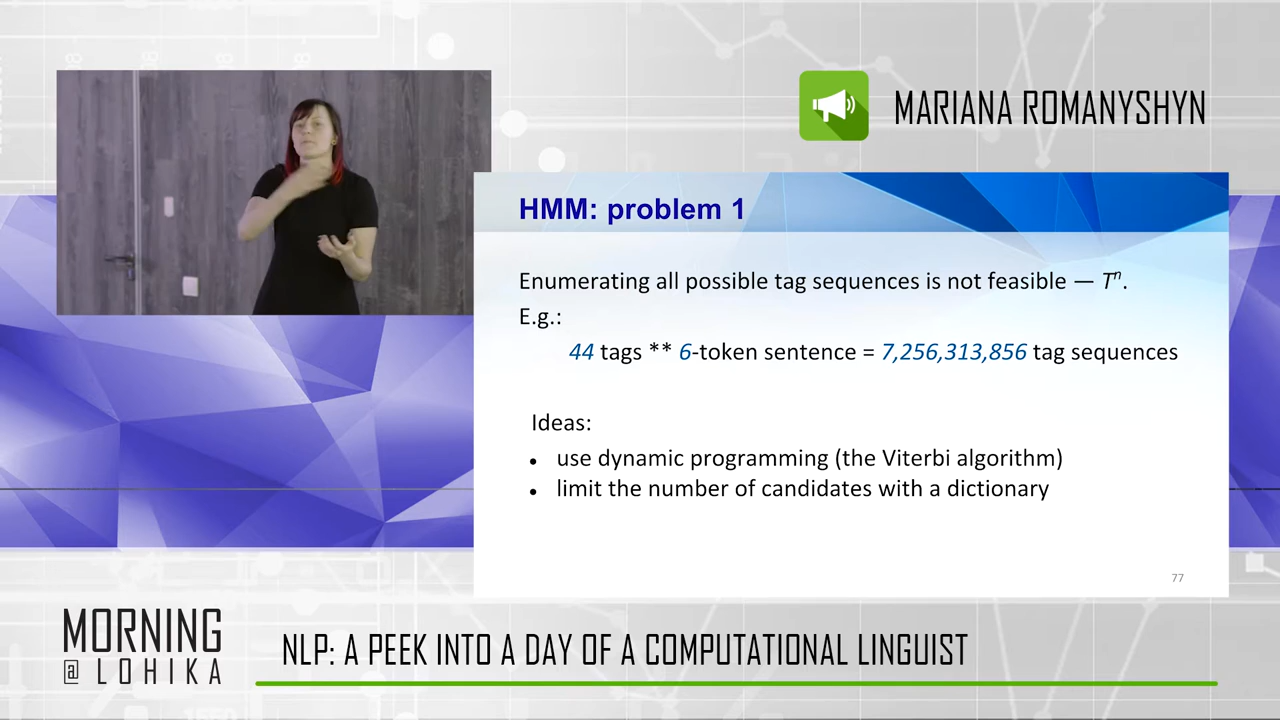 MARIANA ROMANYSHYN
HMM: problem 1
Enumerating all possible tag sequences is not feasible — Tⁿ.
E.g.:
44 tags ** 6-token sentence = 7,256,313,856 tag sequences
Ideas:
• use dynamic programming (the Viterbi algorithm)
• limit the number of candidates with a dictionary
77
MORNING
@ LOHIKA
NLP: A PEEK INTO A DAY OF A COMPUTATIONAL LINGUIST